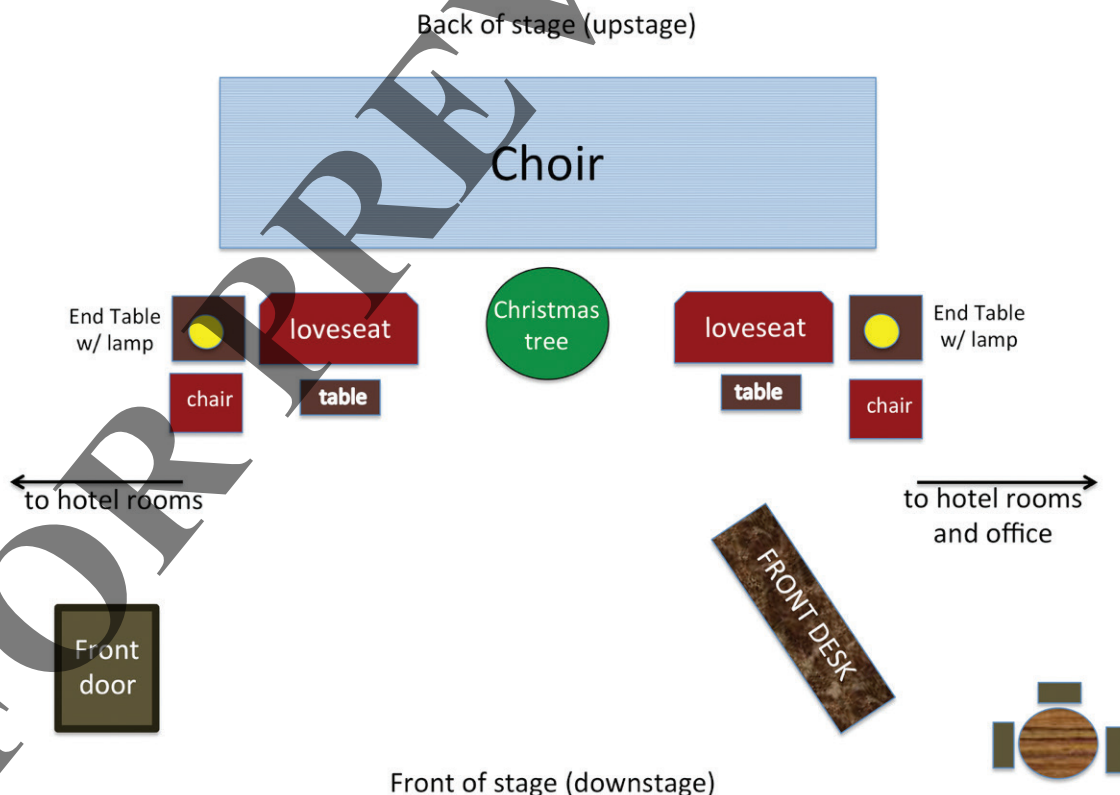 Back of stage (upstage)
Choir
End Table
w/ lamp
loveseat
Christmas
tree
loveseat
End Table
w/ lamp
chair
table
table
chair
to hotel rooms
to hotel rooms
and office
FRONT DESK
Front
door
Front of stage (downstage)